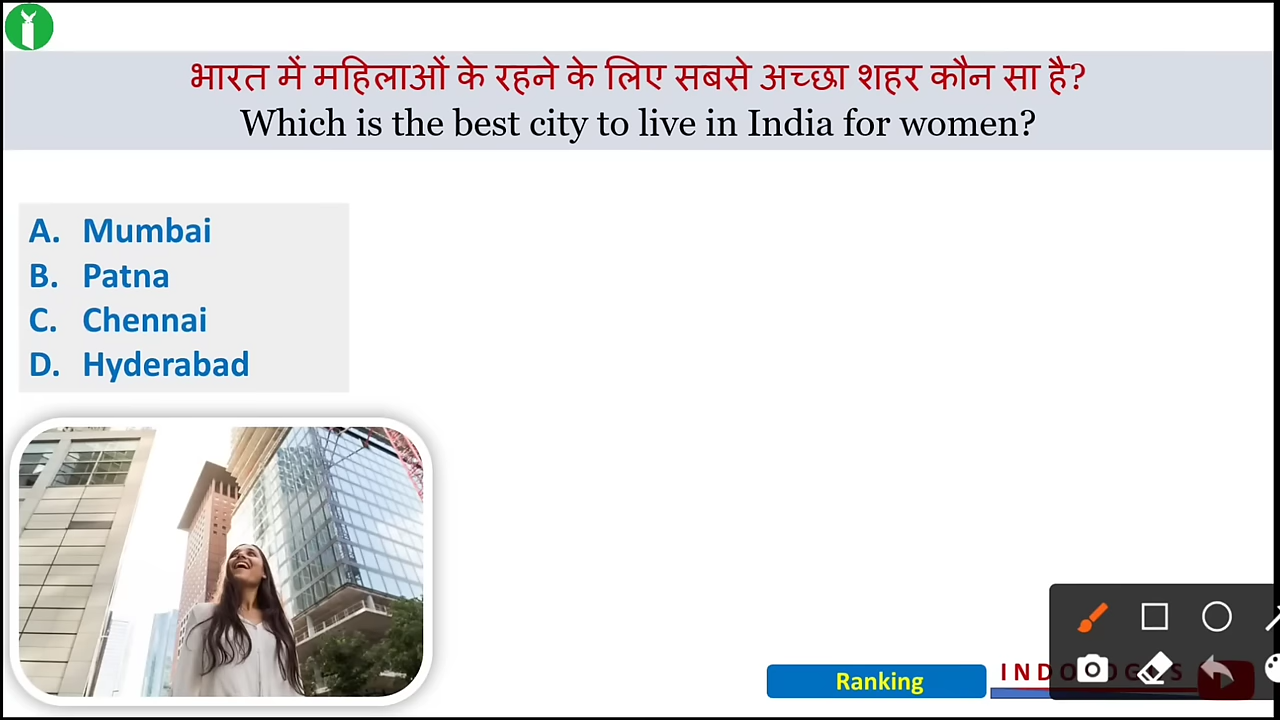 भारत में महिलाओं के रहने के लिए सबसे अच्छा शहर कौन सा है?
Which is the best city to live in India for women?
A. Mumbai
B. Patna
C. Chennai
D. Hyderabad
Ranking